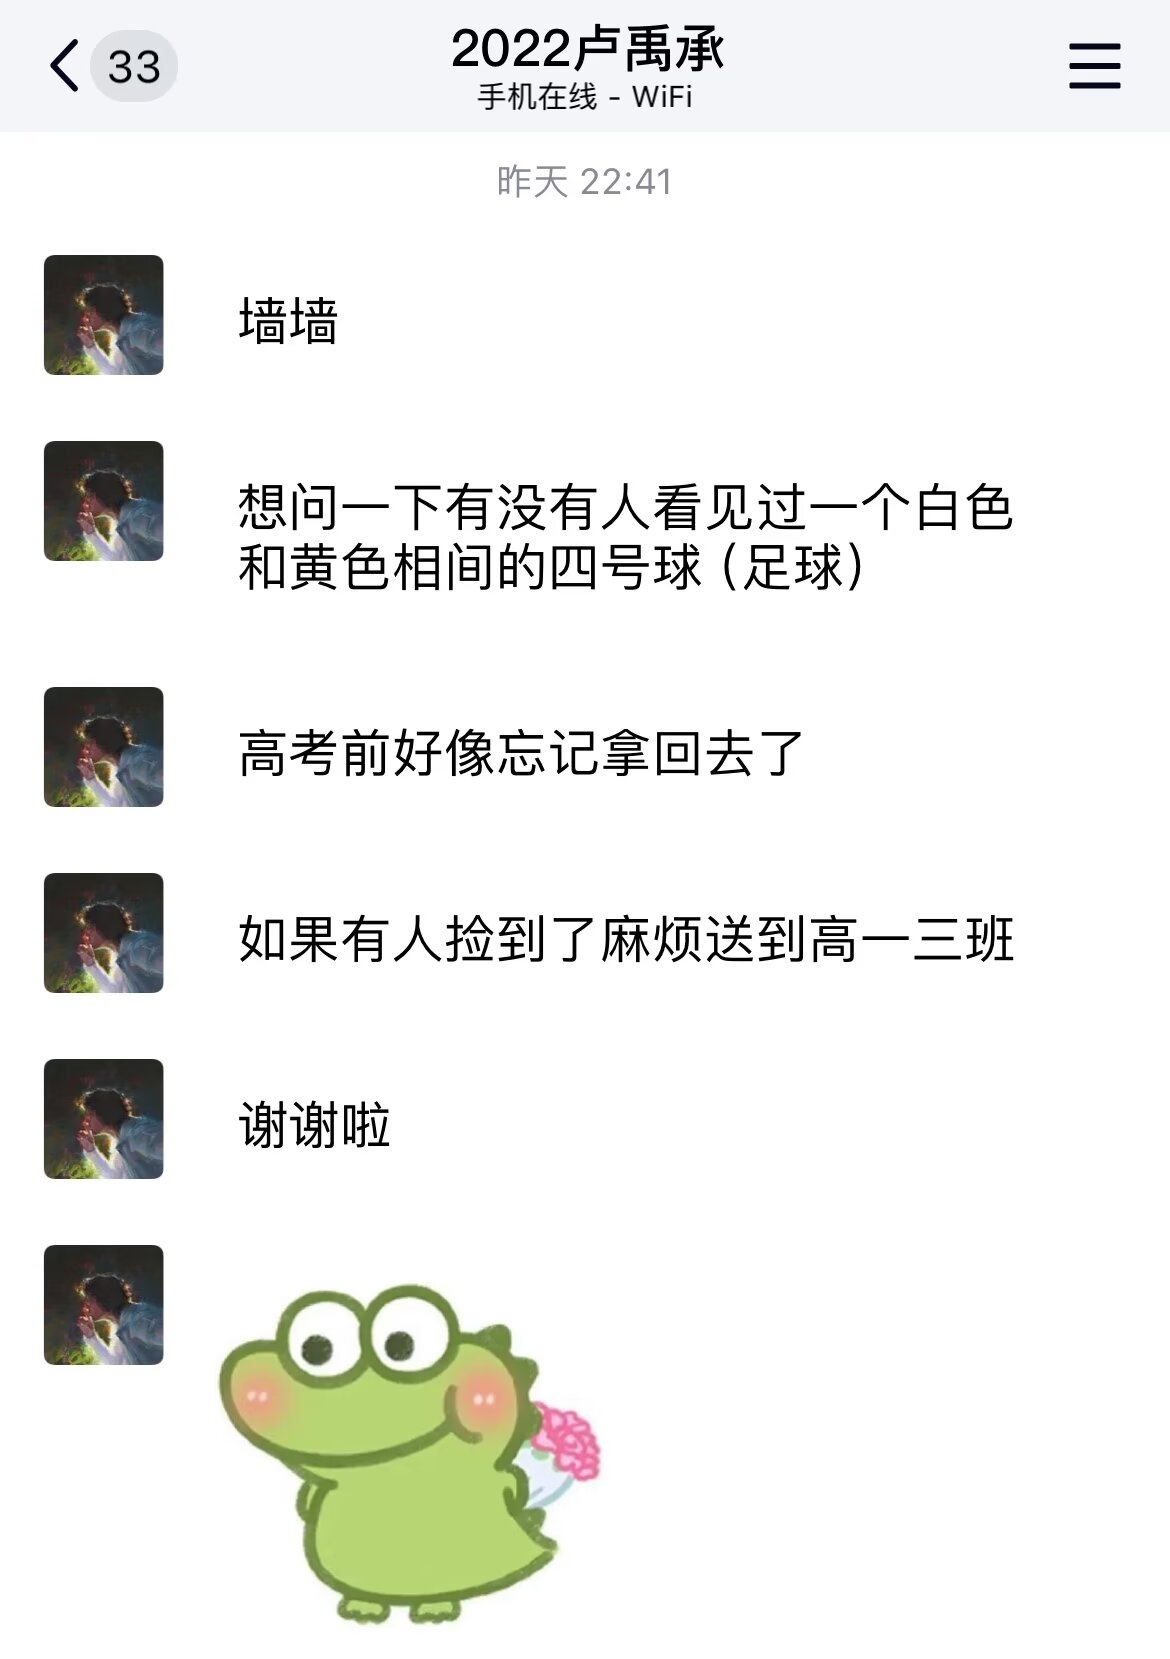 33
2022卢禹承
手机在线 - WiFi
昨天 22:41
墙墙
想问一下有没有人看见过一个白色
和黄色相间的四号球（足球）
高考前好像忘记拿回去了
如果有人捡到了麻烦送到高一三班
谢谢啦